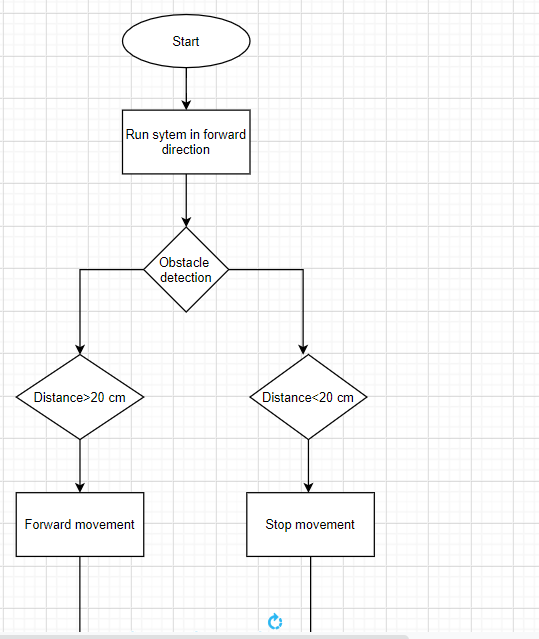 Start
Run sytem in forward
direction
Obstacle
detection
Distance>20 cm
Distance<20 cm
Forward movement
Stop movement